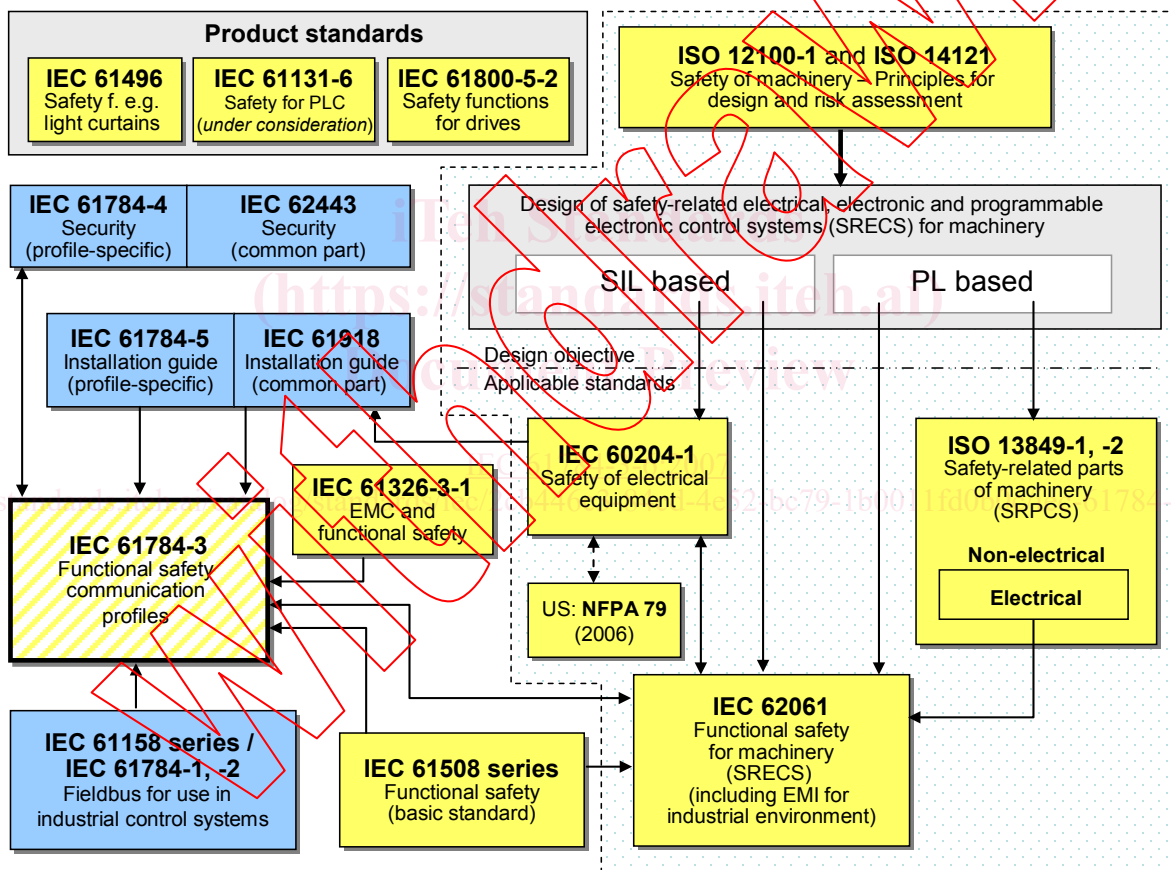 Product standards
IEC 61496
Safety f. e.g.
light curtains
IEC 61131-6
Safety for PLC
(under consideration)
IEC 61800-5-2
Safety functions
for drives
ISO 12100-1 and ISO 14121
Safety of machinery – Principles for
design and risk assessment
IEC 61784-4
Security
(profile-specific)
IEC 62443
Security
(common part)
Design of safety-related electrical, electronic and programmable
electronic control systems (SRECS) for machinery
SIL based
PL based
iTeh Standards
(https://standards.iteh.ai)
Document Preview
IEC 61784-5
Installation guide
(profile-specific)
IEC 61918
Installation guide
(common part)
Design objective
Applicable standards
IEC 60204-1
Safety of electrical
equipment
ISO 13849-1, -2
Safety-related parts
of machinery
(SRPCS)
Non-electrical
Electrical
IEC 61326-3-1
EMC and
functional safety
IEC 61784-3
Functional safety
communication
profiles
US: NFPA 79
(2006)
IEC 62061
Functional safety
for machinery
(SRECS)
(including EMI for
industrial environment)
IEC 61158 series /
IEC 61784-1, -2
Fieldbus for use in
industrial control systems
IEC 61508 series
Functional safety
(basic standard)